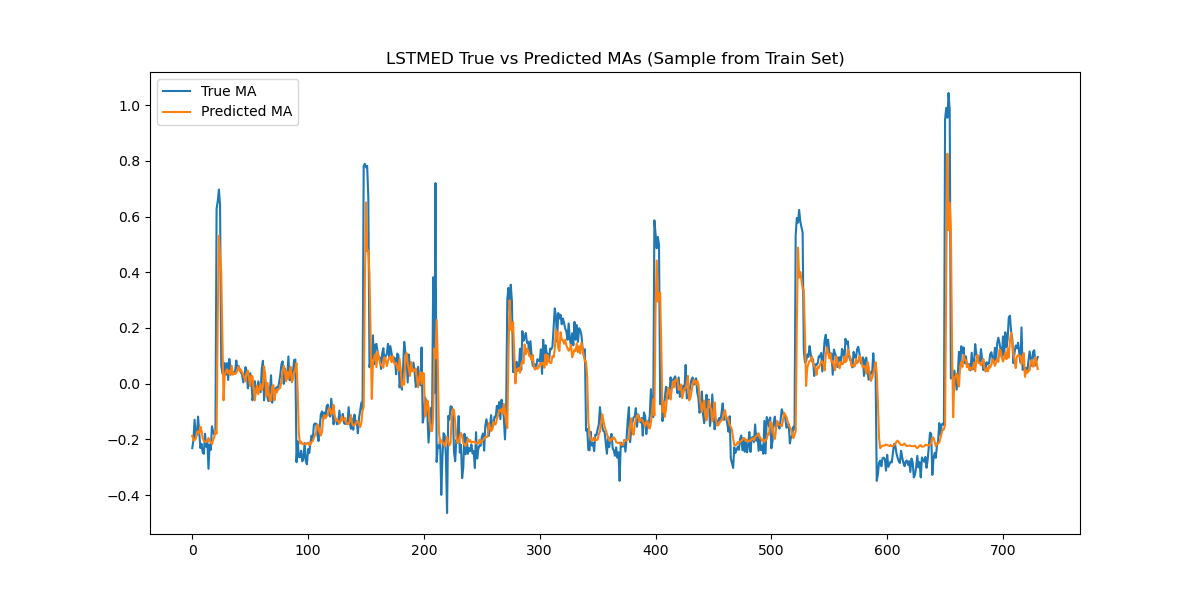 LSTMED True vs Predicted MAs (Sample from Train Set)
True MA
Predicted MA
1.0
0.8
0.6
0.4
0.2
0.0
−0.2
−0.4
0 100 200 300 400 500 600 700